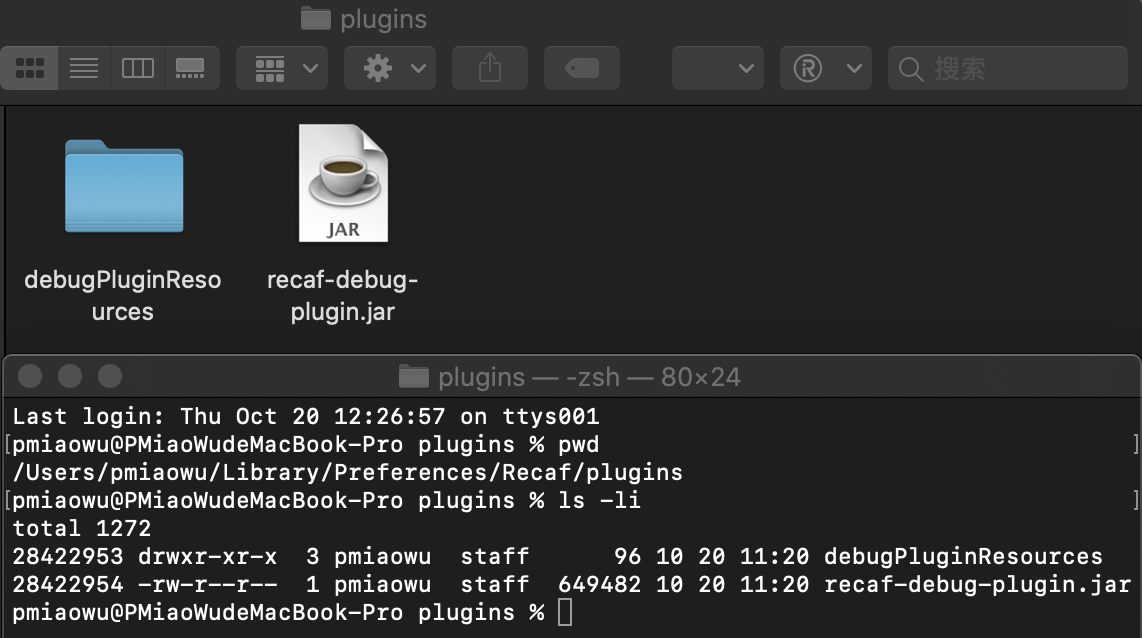 plugins
搜索
JAR
debugPluginReso
urces
recaf-debug-
plugin.jar
plugins — -zsh — 80×24
Last login: Thu Oct 20 12:26:57 on ttys001
[pmiaowu@PMiaoWudeMacBook-Pro plugins % pwd ]
/Users/pmiaowu/Library/Preferences/Recaf/plugins
[pmiaowu@PMiaoWudeMacBook-Pro plugins % ls -li ]
total 1272
28422953 drwxr-xr-x  3 pmiaowu  staff      96 10 20 11:20 debugPluginResources
28422954 -rw-r--r--  1 pmiaowu  staff  649482 10 20 11:20 recaf-debug-plugin.jar
pmiaowu@PMiaoWudeMacBook-Pro plugins %